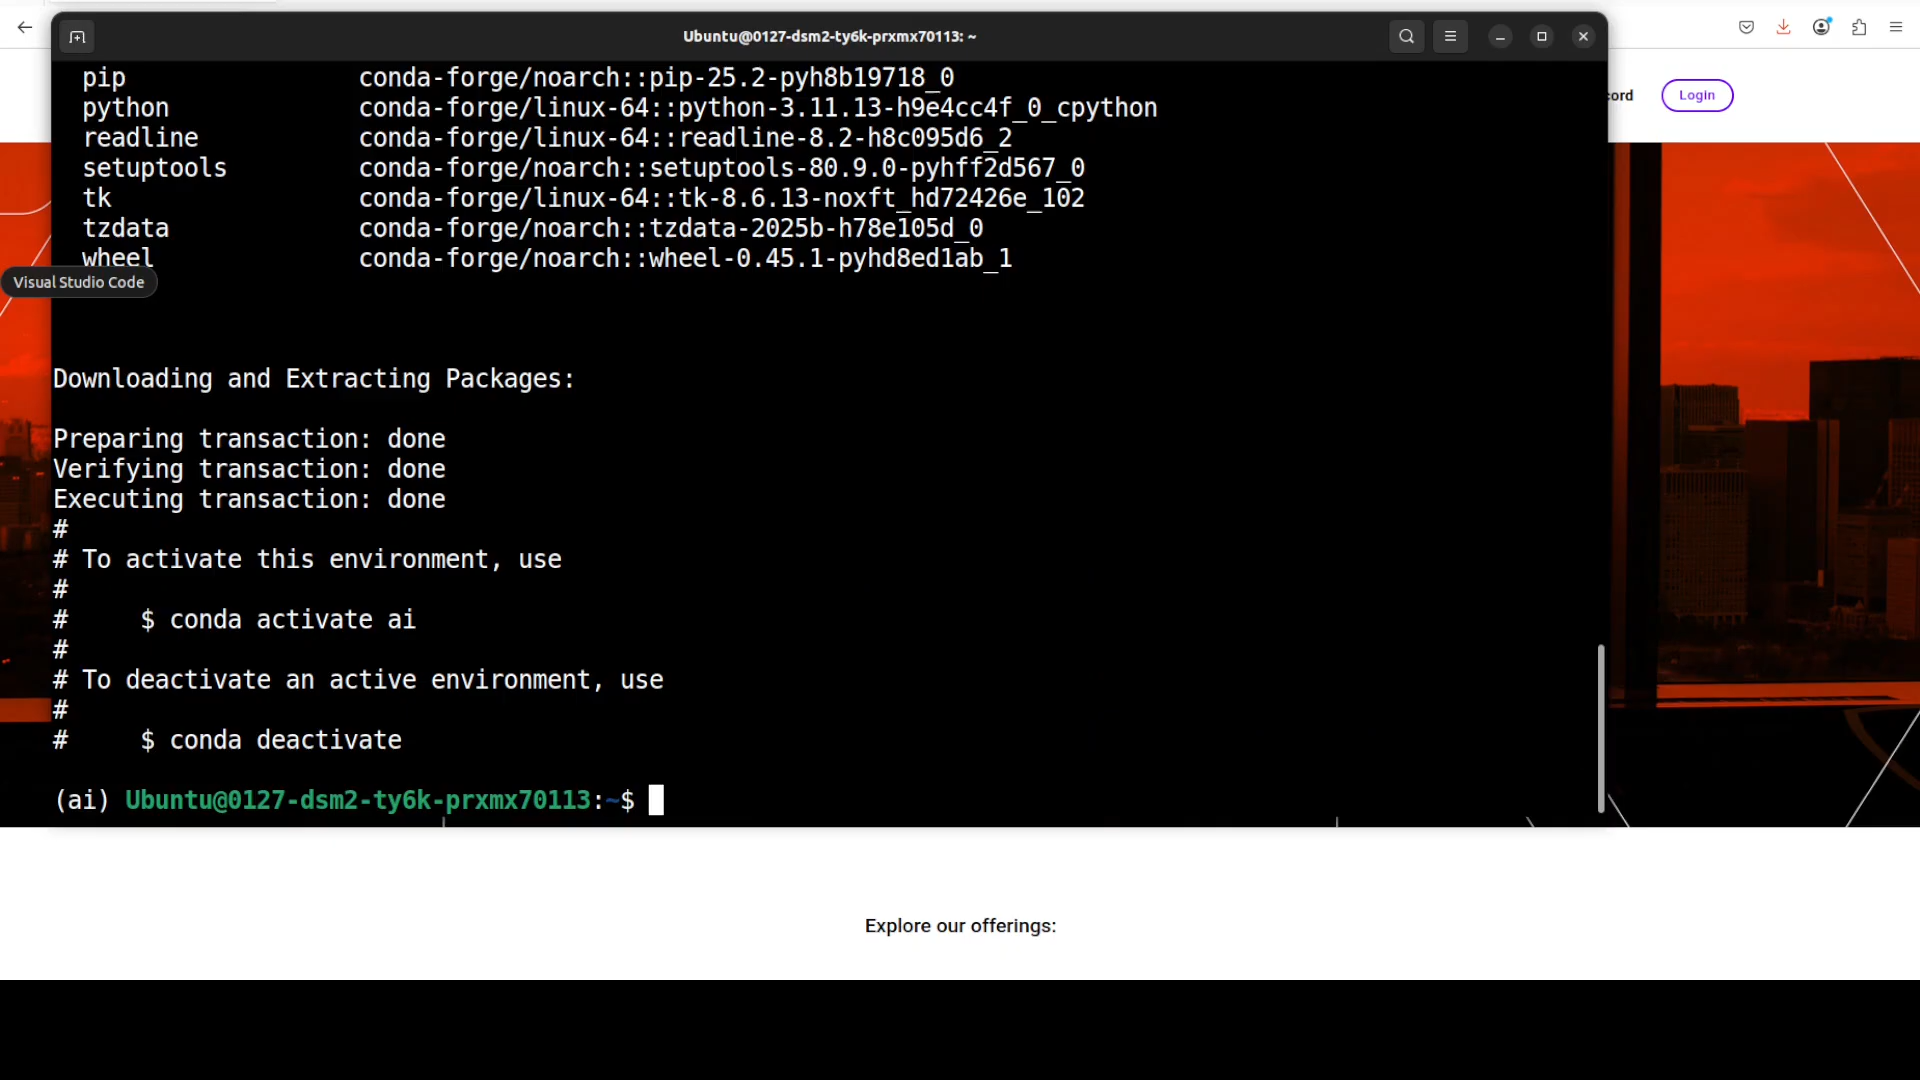 Ubuntu@0127-dsm2-ty6k-prxmx70113: ~
cord
Login
pip conda-forge/noarch::pip-25.2-pyh8b19718_0
python conda-forge/linux-64::python-3.11.13-h9e4cc4f_0_cpython
readline conda-forge/linux-64::readline-8.2-h8c095d6_2
setuptools conda-forge/noarch::setuptools-80.9.0-pyhff2d567_0
tk conda-forge/linux-64::tk-8.6.13-noxft_hd72426e_102
tzdata conda-forge/noarch::tzdata-2025b-h78e105d_0
wheel conda-forge/noarch::wheel-0.45.1-pyhd8ed1ab_1
Visual Studio Code
Downloading and Extracting Packages:
Preparing transaction: done
Verifying transaction: done
Executing transaction: done
#
# To activate this environment, use
#
# $ conda activate ai
#
# To deactivate an active environment, use
#
# $ conda deactivate
(ai) Ubuntu@0127-dsm2-ty6k-prxmx70113:~$
Explore our offerings: